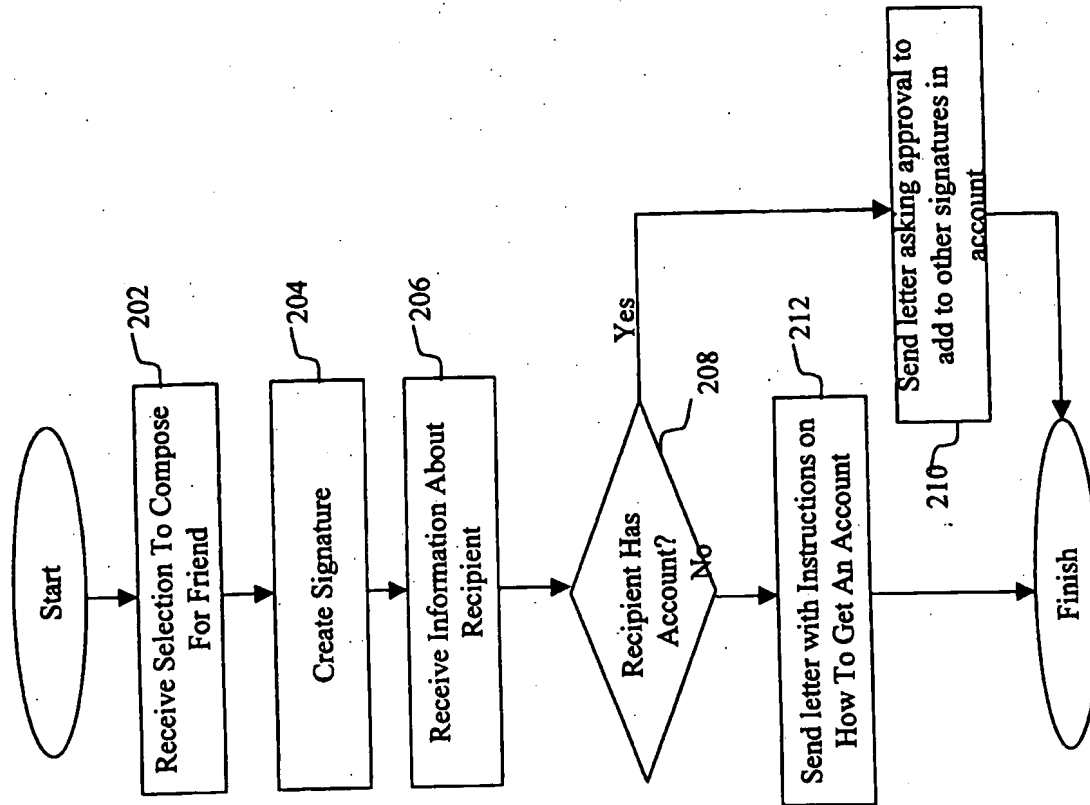 Start
202
Receive Selection To Compose
For Friend
204
Create Signature
206
Receive Information About
Recipient
208
Recipient Has
Account?
Yes
No
212
Send letter with Instructions on
How To Get An Account
210
Send letter asking approval to
add to other signatures in
account
Finish